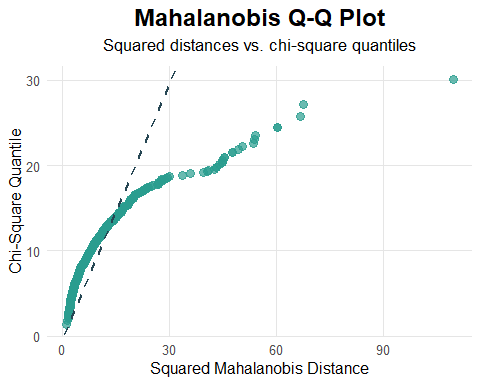 Mahalanobis Q-Q Plot
Squared distances vs. chi-square quantiles
30
20
10
0
Chi-Square Quantile
0 30 60 90
Squared Mahalanobis Distance